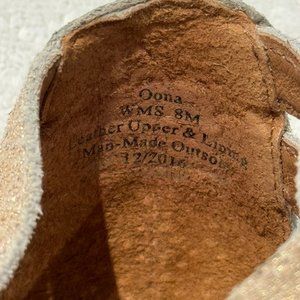 Oona
WMS 8M
Leather Upper & Lining
Man-Made Outsole
12/2016